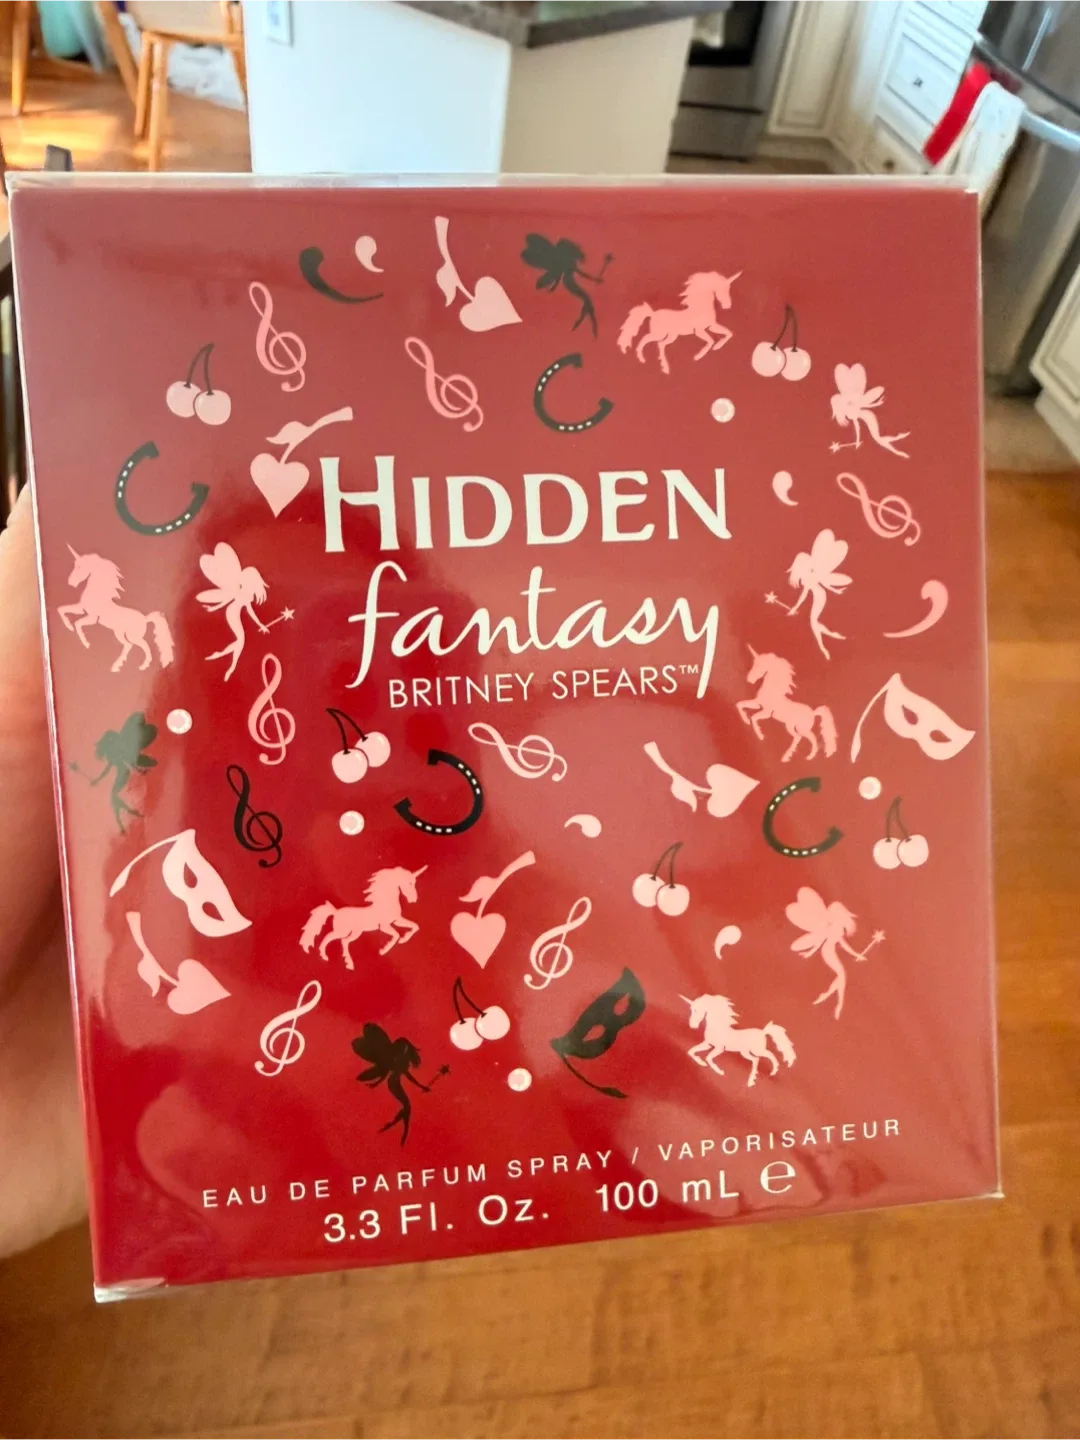 HIDDEN
fantasy
BRITNEY SPEARS™
EAU DE PARFUM SPRAY / VAPORISATEUR
3.3 Fl. Oz. 100 mL ℮